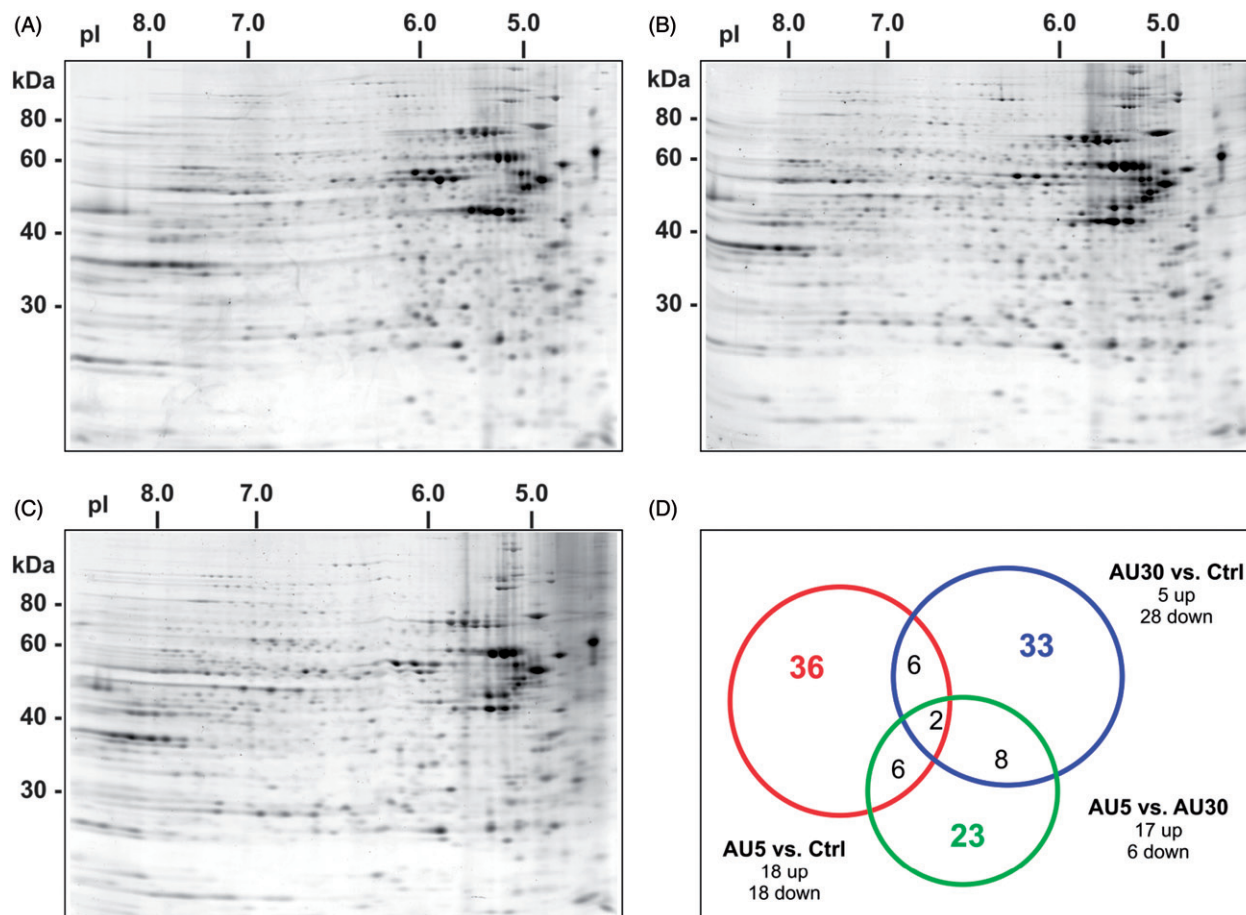 (A)
pI 8.0 7.0 6.0 5.0
kDa
80 -
60 -
40 -
30 -
(B)
pI 8.0 7.0 6.0 5.0
kDa
80 -
60 -
40 -
30 -
(C)
pI 8.0 7.0 6.0 5.0
kDa
80 -
60 -
40 -
30 -
(D)
AU30 vs. Ctrl
5 up
28 down
36
6
33
2
6
8
23
AU5 vs. AU30
17 up
6 down
AU5 vs. Ctrl
18 up
18 down